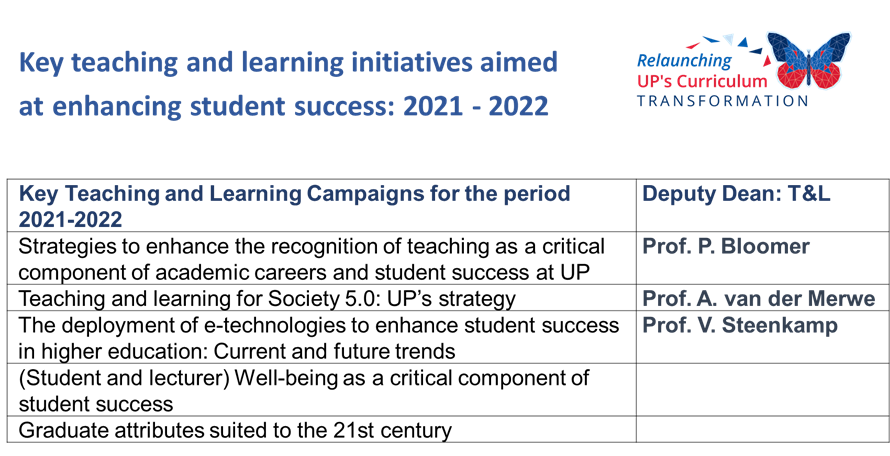 Key teaching and learning initiatives aimed
at enhancing student success: 2021 - 2022
Relaunching
UP's Curriculum
TRANSFORMATION
Key Teaching and Learning Campaigns for the period
2021-2022
Deputy Dean: T&L
Strategies to enhance the recognition of teaching as a critical
component of academic careers and student success at UP
Prof. P. Bloomer
Teaching and learning for Society 5.0: UP’s strategy
Prof. A. van der Merwe
The deployment of e-technologies to enhance student success
in higher education: Current and future trends
Prof. V. Steenkamp
(Student and lecturer) Well-being as a critical component of
student success
Graduate attributes suited to the 21st century